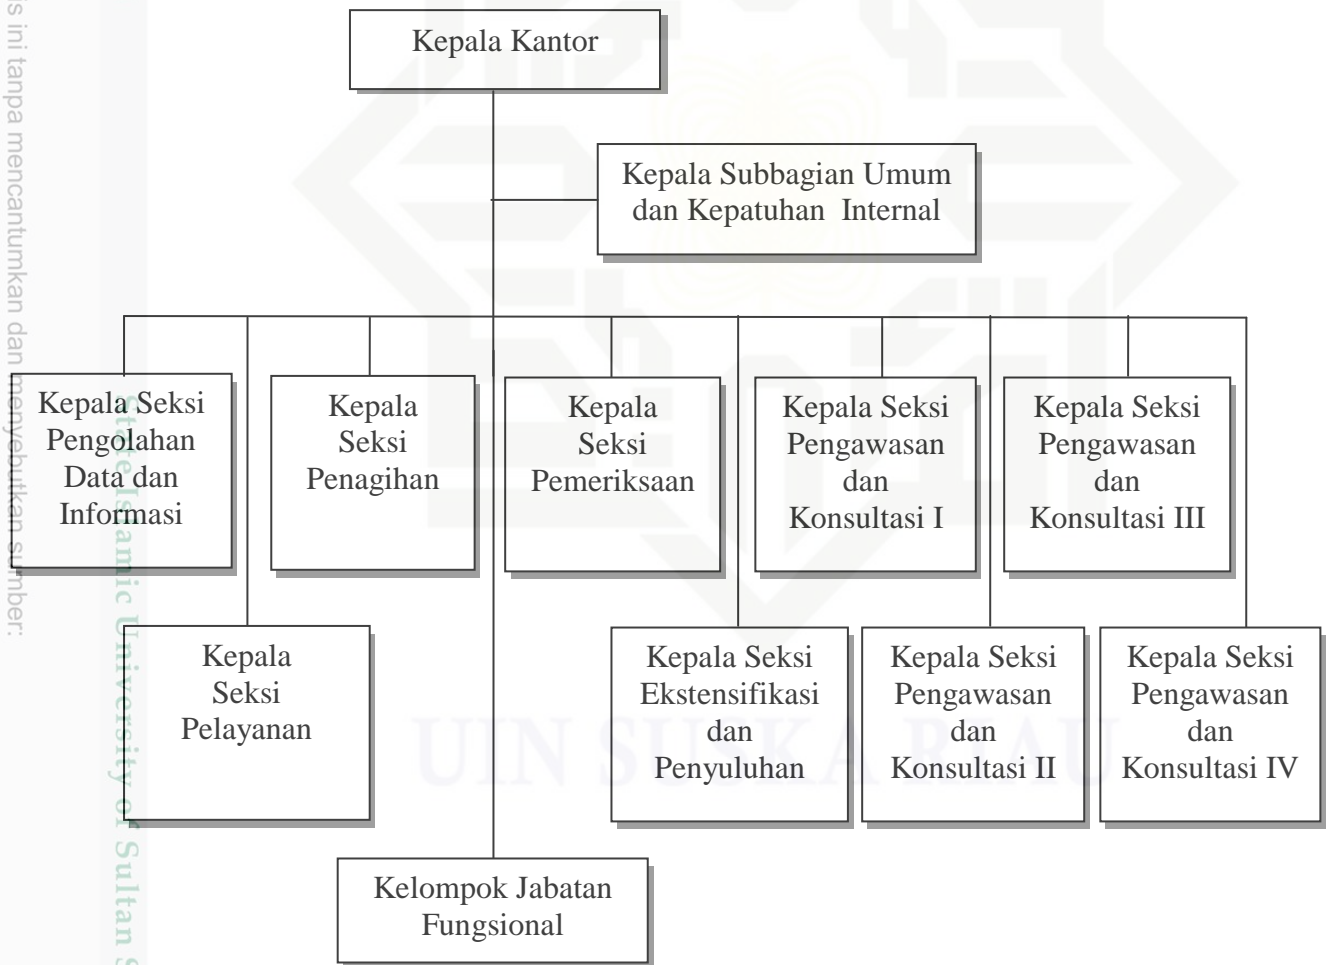 Kepala Kantor
Kepala Subbagian Umum
dan Kepatuhan Internal
Kepala Seksi
Pengolahan
Data dan
Informasi
Kepala
Seksi
Penagihan
Kepala
Seksi
Pemeriksaan
Kepala Seksi
Pengawasan
dan
Konsultasi I
Kepala Seksi
Pengawasan
dan
Konsultasi III
Kepala
Seksi
Pelayanan
Kepala Seksi
Ekstensifikasi
dan
Penyuluhan
Kepala Seksi
Pengawasan
dan
Konsultasi II
Kepala Seksi
Pengawasan
dan
Konsultasi IV
Kelompok Jabatan
Fungsional
UIN SUSKA RIAU
is ini tanpa mencantumkan dan menyebutkan sumber:
State Islamic University of Sultan S